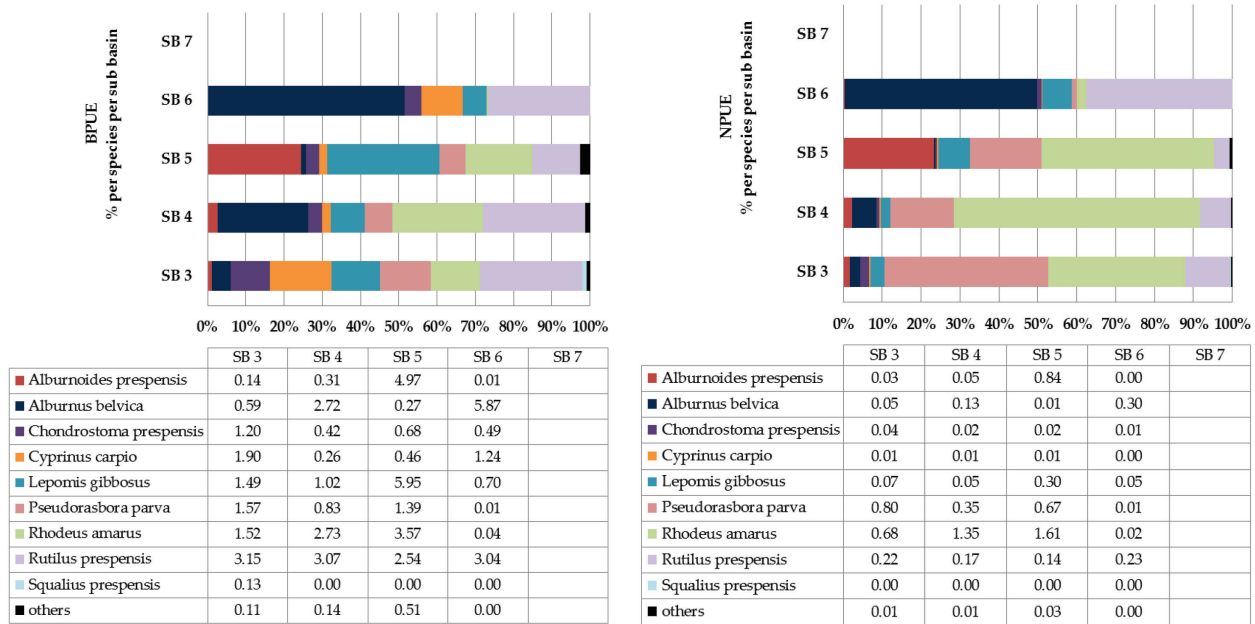 BPUE
% per species per sub basin
SB 7
SB 6
SB 5
SB 4
SB 3
0% 10% 20% 30% 40% 50% 60% 70% 80% 90% 100%
SB 3 SB 4 SB 5 SB 6 SB 7
Alburnoides prespensis 0.14 0.31 4.97 0.01
Alburnus belvica 0.59 2.72 0.27 5.87
Chondrostoma prespensis 1.20 0.42 0.68 0.49
Cyprinus carpio 1.90 0.26 0.46 1.24
Lepomis gibbosus 1.49 1.02 5.95 0.70
Pseudorasbora parva 1.57 0.83 1.39 0.01
Rhodeus amarus 1.52 2.73 3.57 0.04
Rutilus prespensis 3.15 3.07 2.54 3.04
Squalius prespensis 0.13 0.00 0.00 0.00
others 0.11 0.14 0.51 0.00
NPUE
% per species per sub basin
SB 7
SB 6
SB 5
SB 4
SB 3
0% 10% 20% 30% 40% 50% 60% 70% 80% 90% 100%
SB 3 SB 4 SB 5 SB 6 SB 7
Alburnoides prespensis 0.03 0.05 0.84 0.00
Alburnus belvica 0.05 0.13 0.01 0.30
Chondrostoma prespensis 0.04 0.02 0.02 0.01
Cyprinus carpio 0.01 0.01 0.01 0.00
Lepomis gibbosus 0.07 0.05 0.30 0.05
Pseudorasbora parva 0.80 0.35 0.67 0.01
Rhodeus amarus 0.68 1.35 1.61 0.02
Rutilus prespensis 0.22 0.17 0.14 0.23
Squalius prespensis 0.00 0.00 0.00 0.00
others 0.01 0.01 0.03 0.00